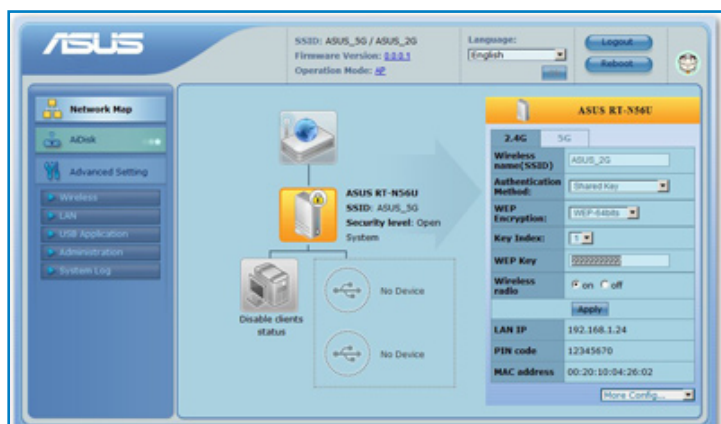 ASUS
SSID: ASUS_5G / ASUS_2G
Firmware Version: 0.0.0.1
Operation Mode: AP
Language:
English
Logout
Reboot
Network Map
AiDisk
Advanced Setting
Wireless
LAN
USB Application
Administration
System Log
ASUS RT-N56U
SSID: ASUS_5G
Security level: Open
System
Disable clients
status
No Device
No Device
ASUS RT-N56U
2.4G 5G
Wireless name(SSID) ASUS_2G
Authentication Method: Shared Key
WEP Encryption: WEP-64bits
Key Index: 1
WEP Key
Wireless radio on off
Apply
LAN IP 192.168.1.24
PIN code 12345670
MAC address 00:20:10:04:26:02
More Config...